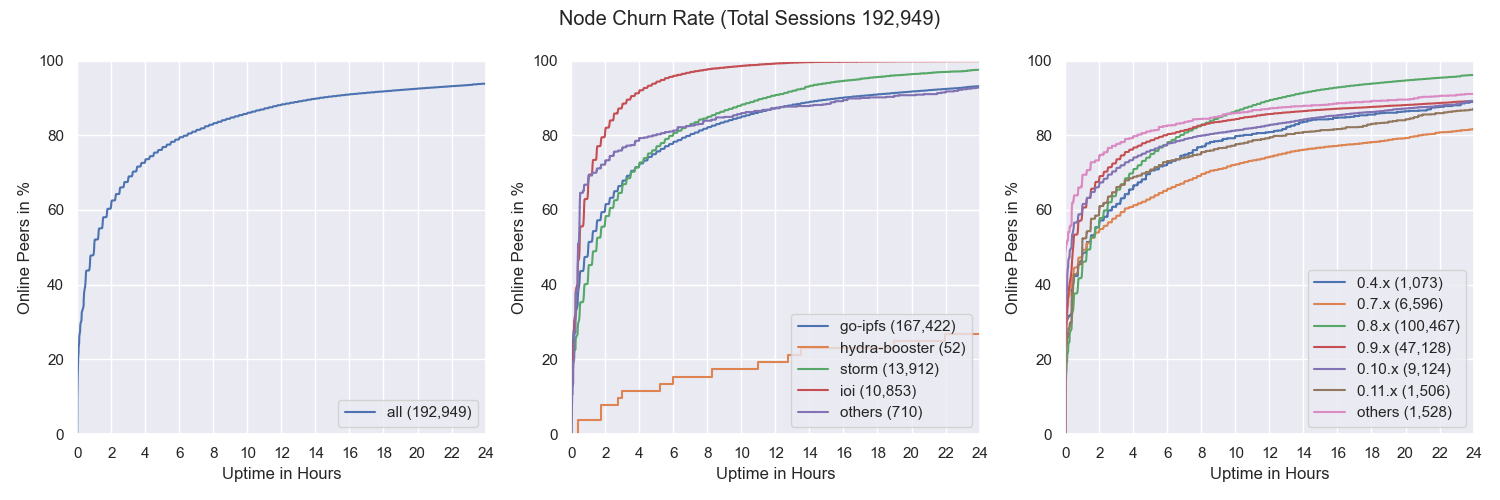 Node Churn Rate (Total Sessions 192,949)
Online Peers in %
100
80
60
40
20
0
all (192,949)
0 2 4 6 8 10 12 14 16 18 20 22 24
Uptime in Hours
Online Peers in %
100
80
60
40
20
0
go-ipfs (167,422)
hydra-booster (52)
storm (13,912)
ioi (10,853)
others (710)
0 2 4 6 8 10 12 14 16 18 20 22 24
Uptime in Hours
Online Peers in %
100
80
60
40
20
0
0.4.x (1,073)
0.7.x (6,596)
0.8.x (100,467)
0.9.x (47,128)
0.10.x (9,124)
0.11.x (1,506)
others (1,528)
0 2 4 6 8 10 12 14 16 18 20 22 24
Uptime in Hours